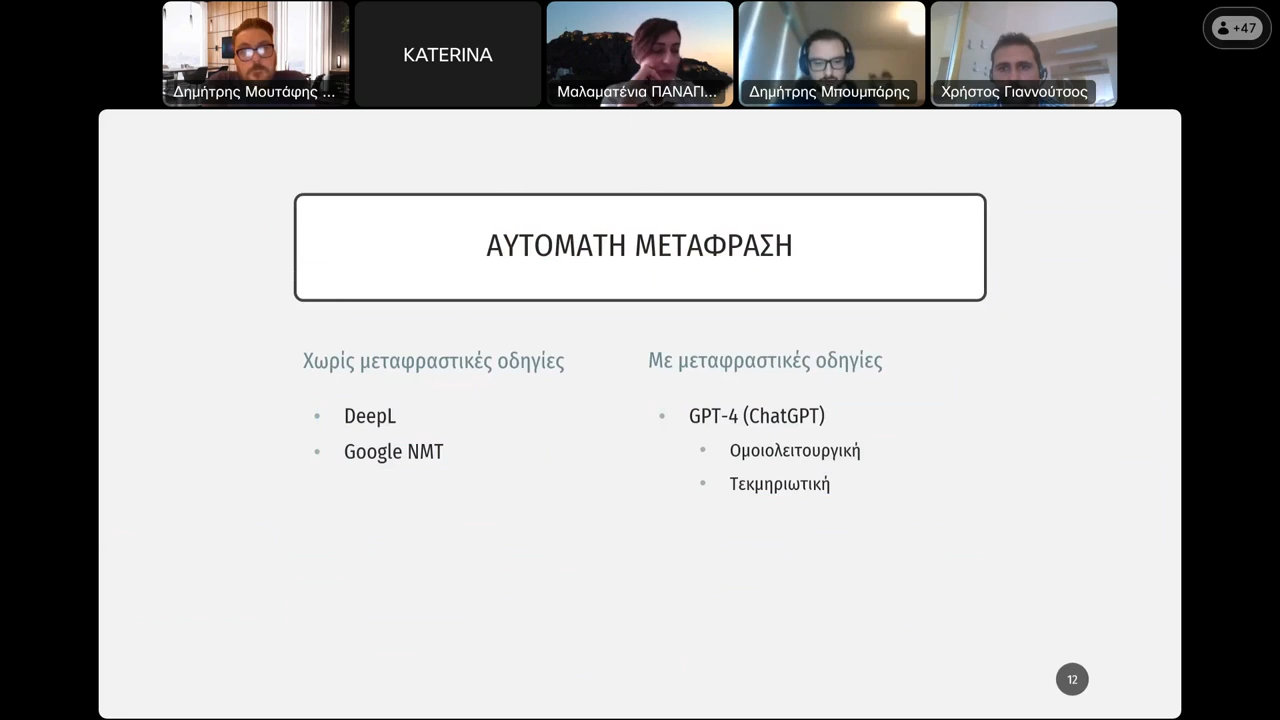 Δημήτρης Μουτάφης ...
KATERINA
Μαλαματένια ΠΑΝΑΓΙ...
Δημήτρης Μπουμπάρης
Χρήστος Γιαννούτσος
+47
ΑΥΤΟΜΑΤΗ ΜΕΤΑΦΡΑΣΗ
Χωρίς μεταφραστικές οδηγίες
• DeepL
• Google NMT
Με μεταφραστικές οδηγίες
• GPT-4 (ChatGPT)
• Ομοιολειτουργική
• Τεκμηριωτική
12